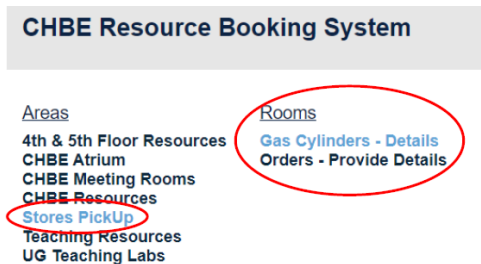 CHBE Resource Booking System
Areas
4th & 5th Floor Resources
CHBE Atrium
CHBE Meeting Rooms
CHBE Resources
Stores PickUp
Teaching Resources
UG Teaching Labs
Rooms
Gas Cylinders - Details
Orders - Provide Details